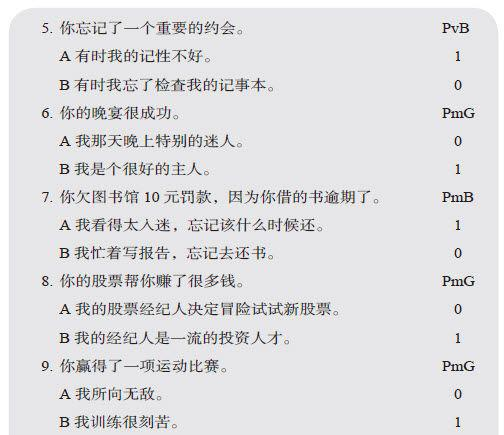 5. 你忘记了一个重要的约会。 PvB
A 有时我的记性不好。 1
B 有时我忘了检查我的记事本。 0
6. 你的晚宴很成功。 PmG
A 我那天晚上特别的迷人。 0
B 我是个很好的主人。 1
7. 你欠图书馆 10 元罚款，因为你借的书逾期了。 PmB
A 我看得太入迷，忘记该什么时候还。 1
B 我忙着写报告，忘记去还书。 0
8. 你的股票帮你赚了很多钱。 PmG
A 我的股票经纪人决定冒险试试新股票。 0
B 我的经纪人是一流的投资人才。 1
9. 你赢得了一项运动比赛。 PmG
A 我所向无敌。 0
B 我训练很刻苦。 1